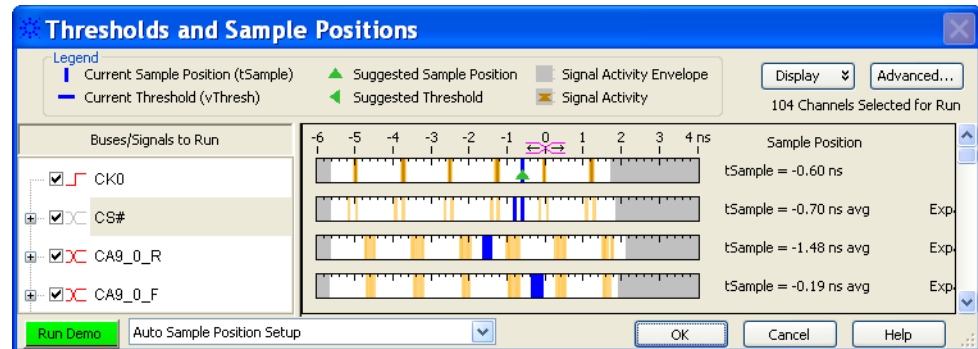 Thresholds and Sample Positions
Legend
Current Sample Position (tSample)
Suggested Sample Position
Signal Activity Envelope
Current Threshold (vThresh)
Suggested Threshold
Signal Activity
Display
Advanced...
104 Channels Selected for Run
Buses/Signals to Run
-6 -5 -4 -3 -2 -1 0 1 2 3 4 ns
Sample Position
CK0
tSample = -0.60 ns
CS#
tSample = -0.70 ns avg
Exp
CA9_0_R
tSample = -1.48 ns avg
Exp
CA9_0_F
tSample = -0.19 ns avg
Exp
Run Demo
Auto Sample Position Setup
OK
Cancel
Help